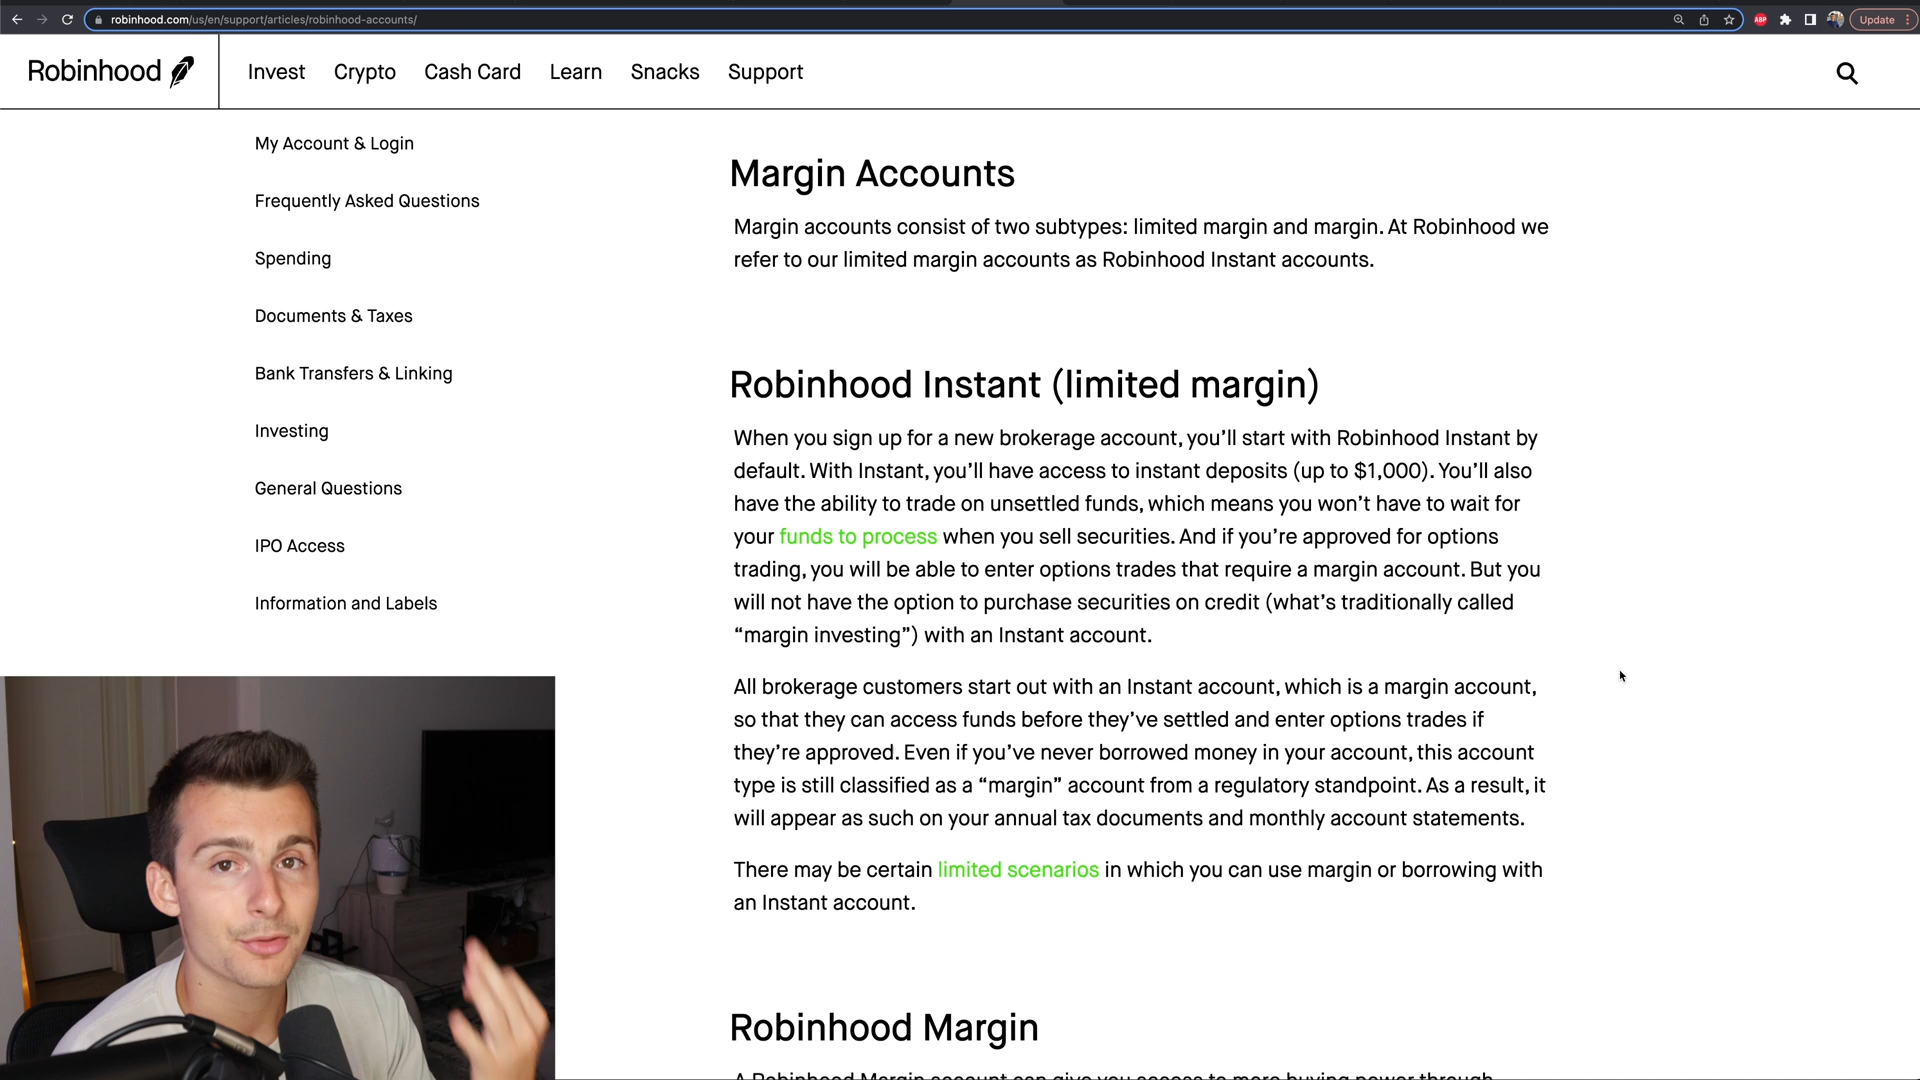 robinhood.com/us/en/support/articles/robinhood-accounts/
ABP
Update
Robinhood
Invest
Crypto
Cash Card
Learn
Snacks
Support
My Account & Login
Frequently Asked Questions
Spending
Documents & Taxes
Bank Transfers & Linking
Investing
General Questions
IPO Access
Information and Labels
Margin Accounts
Margin accounts consist of two subtypes: limited margin and margin. At Robinhood we
refer to our limited margin accounts as Robinhood Instant accounts.
Robinhood Instant (limited margin)
When you sign up for a new brokerage account, you’ll start with Robinhood Instant by
default. With Instant, you’ll have access to instant deposits (up to $1,000). You’ll also
have the ability to trade on unsettled funds, which means you won’t have to wait for
your funds to process when you sell securities. And if you’re approved for options
trading, you will be able to enter options trades that require a margin account. But you
will not have the option to purchase securities on credit (what’s traditionally called
“margin investing”) with an Instant account.
All brokerage customers start out with an Instant account, which is a margin account,
so that they can access funds before they’ve settled and enter options trades if
they’re approved. Even if you’ve never borrowed money in your account, this account
type is still classified as a “margin” account from a regulatory standpoint. As a result, it
will appear as such on your annual tax documents and monthly account statements.
There may be certain limited scenarios in which you can use margin or borrowing with
an Instant account.
Robinhood Margin
A Robinhood Margin account can give you access to more buying power through